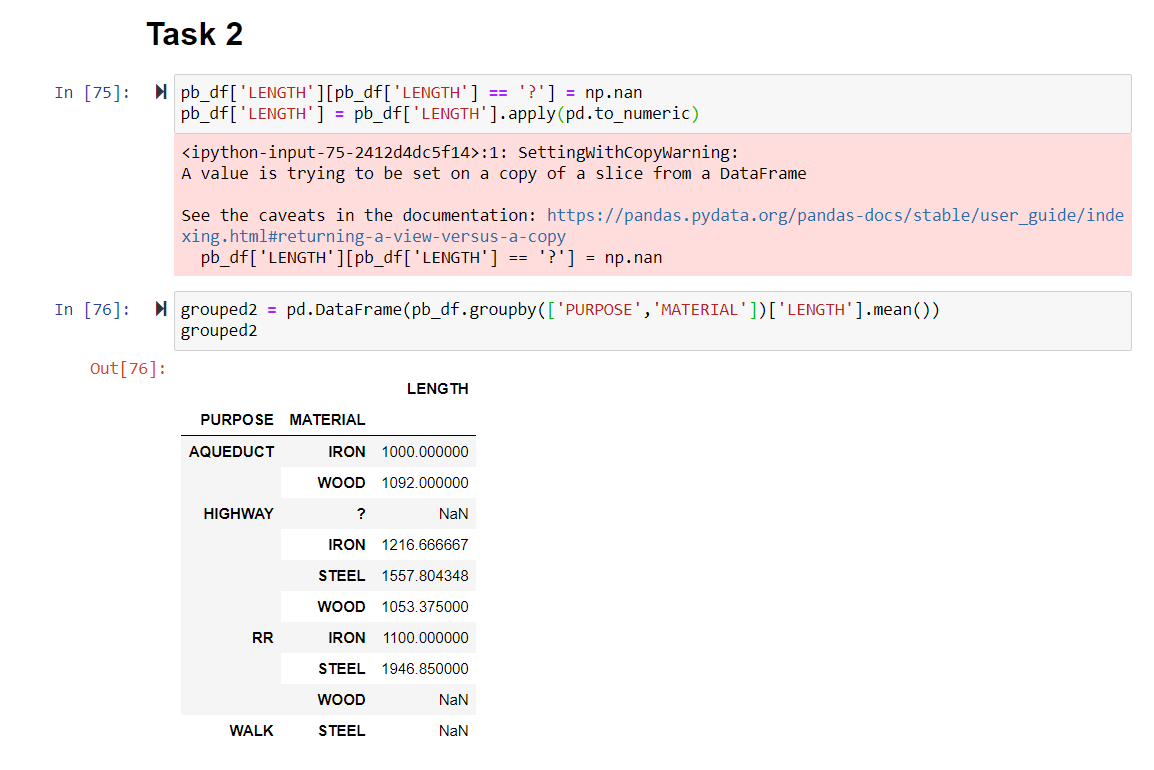 Task 2
In [75]:
pb_df['LENGTH'][pb_df['LENGTH'] == '?'] = np.nan
pb_df['LENGTH'] = pb_df['LENGTH'].apply(pd.to_numeric)
<ipython-input-75-2412d4dc5f14>:1: SettingWithCopyWarning:
A value is trying to be set on a copy of a slice from a DataFrame
See the caveats in the documentation: https://pandas.pydata.org/pandas-docs/stable/user_guide/inde
xing.html#returning-a-view-versus-a-copy
pb_df['LENGTH'][pb_df['LENGTH'] == '?'] = np.nan
In [76]:
grouped2 = pd.DataFrame(pb_df.groupby(['PURPOSE','MATERIAL'])['LENGTH'].mean())
grouped2
Out[76]:
LENGTH
PURPOSE MATERIAL
AQUEDUCT IRON 1000.000000
WOOD 1092.000000
HIGHWAY ? NaN
IRON 1216.666667
STEEL 1557.804348
WOOD 1053.375000
RR IRON 1100.000000
STEEL 1946.850000
WOOD NaN
WALK STEEL NaN